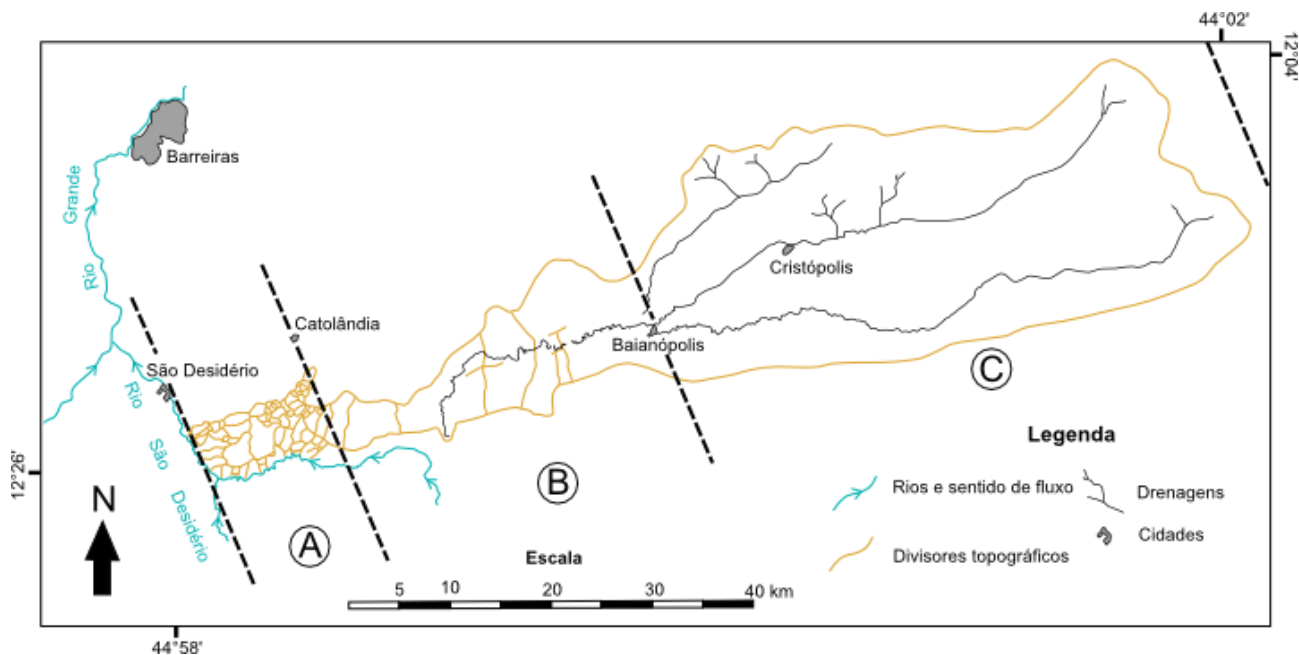 44°02'
12°04'
Barreiras
Rio Grande
Cristópolis
Catolândia
Baianópolis
São Desidério
Rio São Desidério
C
Legenda
12°26'
B
Rios e sentido de fluxo
Drenagens
N
A
Cidades
Escala
Divisores topográficos
5 10 20 30 40 km
44°58'